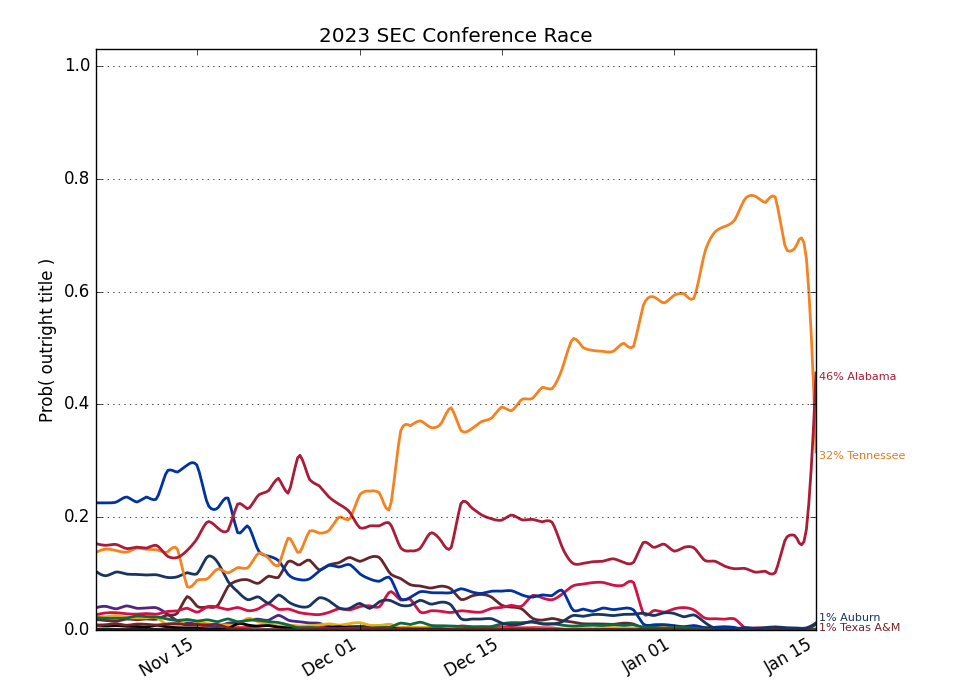 2023 SEC Conference Race
Prob( outright title )
1.0
0.8
0.6
0.4
0.2
0.0
46% Alabama
32% Tennessee
1% Auburn
1% Texas A&M
Nov 15
Dec 01
Dec 15
Jan 01
Jan 15